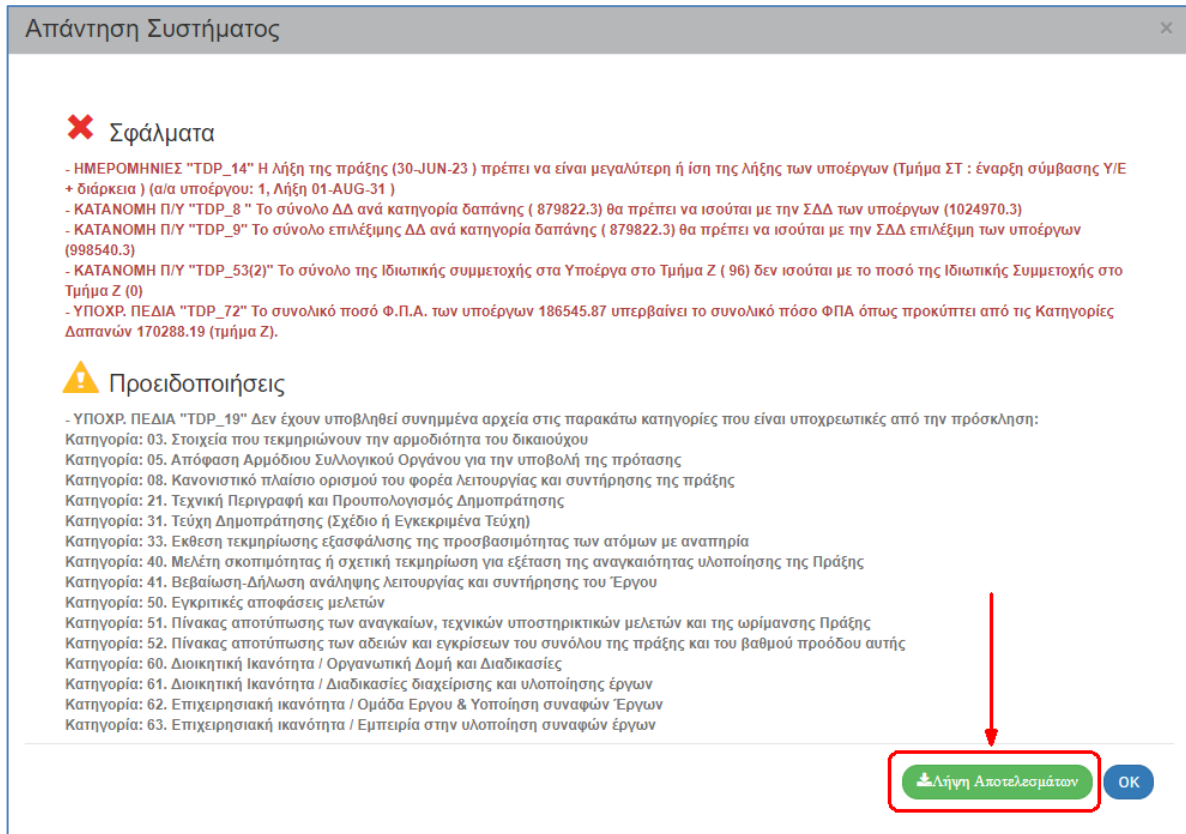 Απάντηση Συστήματος ×
Σφάλματα
- ΗΜΕΡΟΜΗΝΙΕΣ "TDP_14" Η λήξη της πράξης (30-JUN-23 ) πρέπει να είναι μεγαλύτερη ή ίση της λήξης των υποέργων (Τμήμα ΣΤ : έναρξη σύμβασης Υ/Ε
+ διάρκεια ) (α/α υποέργου: 1, Λήξη 01-AUG-31 )
- ΚΑΤΑΝΟΜΗ Π/Υ "TDP_8 " Το σύνολο ΔΔ ανά κατηγορία δαπάνης ( 879822.3) θα πρέπει να ισούται με την ΣΔΔ των υποέργων (1024970.3)
- ΚΑΤΑΝΟΜΗ Π/Υ "TDP_9" Το σύνολο επιλέξιμης ΔΔ ανά κατηγορία δαπάνης ( 879822.3) θα πρέπει να ισούται με την ΣΔΔ επιλέξιμη των υποέργων
(998540.3)
- ΚΑΤΑΝΟΜΗ Π/Υ "TDP_53(2)" Το σύνολο της Ιδιωτικής συμμετοχής στα Υποέργα στο Τμήμα Ζ ( 96) δεν ισούται με το ποσό της Ιδιωτικής Συμμετοχής στο
Τμήμα Ζ (0)
- ΥΠΟΧΡ. ΠΕΔΙΑ "TDP_72" Το συνολικό ποσό Φ.Π.Α. των υποέργων 186545.87 υπερβαίνει το συνολικό πόσο ΦΠΑ όπως προκύπτει από τις Κατηγορίες
Δαπανών 170288.19 (τμήμα Ζ).
Προειδοποιήσεις
- ΥΠΟΧΡ. ΠΕΔΙΑ "TDP_19" Δεν έχουν υποβληθεί συνημμένα αρχεία στις παρακάτω κατηγορίες που είναι υποχρεωτικές από την πρόσκληση:
Κατηγορία: 03. Στοιχεία που τεκμηριώνουν την αρμοδιότητα του δικαιούχου
Κατηγορία: 05. Απόφαση Αρμόδιου Συλλογικού Οργάνου για την υποβολή της πρότασης
Κατηγορία: 08. Κανονιστικό πλαίσιο ορισμού του φορέα λειτουργίας και συντήρησης της πράξης
Κατηγορία: 21. Τεχνική Περιγραφή και Προυπολογισμός Δημοπράτησης
Κατηγορία: 31. Τεύχη Δημοπράτησης (Σχέδιο ή Εγκεκριμένα Τεύχη)
Κατηγορία: 33. Εκθεση τεκμηρίωσης εξασφάλισης της προσβασιμότητας των ατόμων με αναπηρία
Κατηγορία: 40. Μελέτη σκοπιμότητας ή σχετική τεκμηρίωση για εξέταση της αναγκαιότητας υλοποίησης της Πράξης
Κατηγορία: 41. Βεβαίωση-Δήλωση ανάληψης λειτουργίας και συντήρησης του Έργου
Κατηγορία: 50. Εγκριτικές αποφάσεις μελετών
Κατηγορία: 51. Πίνακας αποτύπωσης των αναγκαίων, τεχνικών υποστηρικτικών μελετών και της ωρίμανσης Πράξης
Κατηγορία: 52. Πίνακας αποτύπωσης των αδειών και εγκρίσεων του συνόλου της πράξης και του βαθμού προόδου αυτής
Κατηγορία: 60. Διοικητική Ικανότητα / Οργανωτική Δομή και Διαδικασίες
Κατηγορία: 61. Διοικητική Ικανότητα / Διαδικασίες διαχείρισης και υλοποίησης έργων
Κατηγορία: 62. Επιχειρησιακή ικανότητα / Ομάδα Εργου & Υοποίηση συναφών Έργων
Κατηγορία: 63. Επιχειρησιακή ικανότητα / Εμπειρία στην υλοποίηση συναφών έργων
Λήψη Αποτελεσμάτων OK